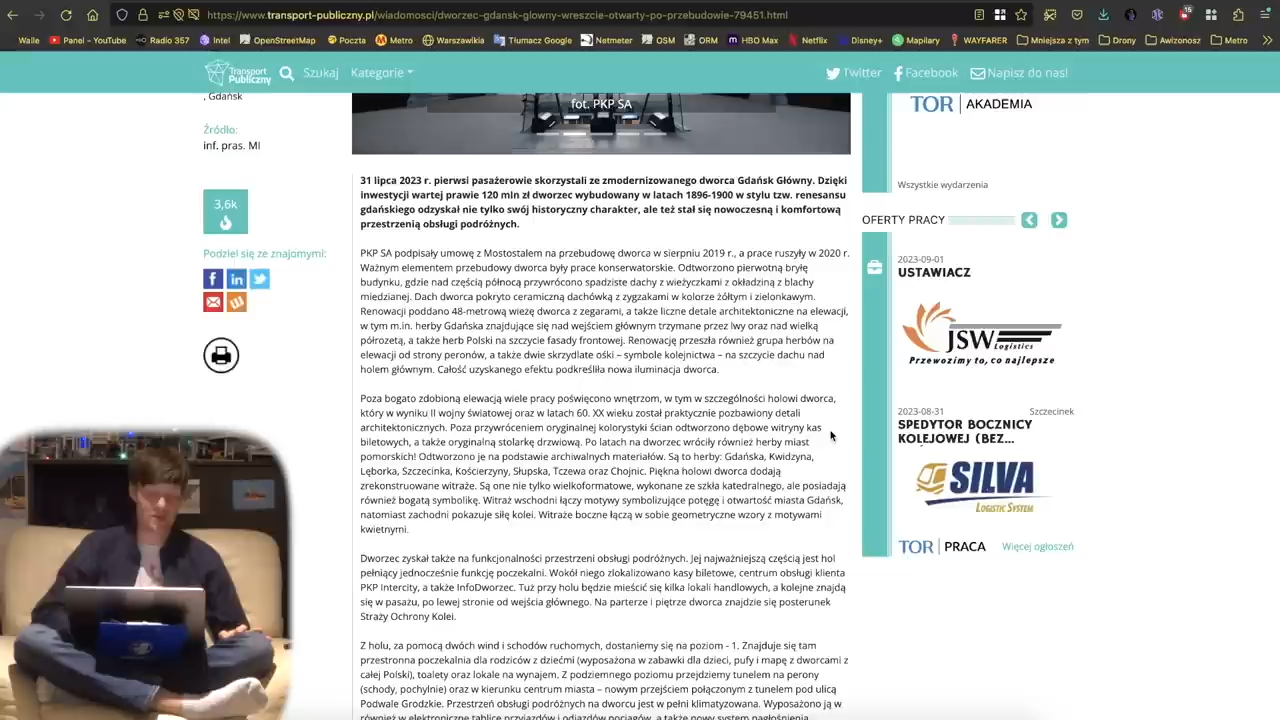 https://www.transport-publiczny.pl/wiadomosci/dworzec-gdansk-glowny-wreszcie-otwarty-po-przebudowie-79451.html
15
Walle
Panel - YouTube
Radio 357
Intel
OpenStreetMap
Poczta
Metro
Warszawikia
Tłumacz Google
Netmeter
OSM
ORM
HBO Max
Netflix
Disney+
Mapilary
WAYFARER
Mniejsza z tym
Drony
Awizonosz
Metro
Transport Publiczny
Szukaj
Kategorie
Twitter
Facebook
Napisz do nas!
, Gdańsk
Źródło:
inf. pras. MI
3,6k
Podziel się ze znajomymi:
fot. PKP SA
31 lipca 2023 r. pierwsi pasażerowie skorzystali ze zmodernizowanego dworca Gdańsk Główny. Dzięki
inwestycji wartej prawie 120 mln zł dworzec wybudowany w latach 1896-1900 w stylu tzw. renesansu
gdańskiego odzyskał nie tylko swój historyczny charakter, ale też stał się nowoczesną i komfortową
przestrzenią obsługi podróżnych.
PKP SA podpisały umowę z Mostostalem na przebudowę dworca w sierpniu 2019 r., a prace ruszyły w 2020 r.
Ważnym elementem przebudowy dworca były prace konserwatorskie. Odtworzono pierwotną bryłę
budynku, gdzie nad częścią północą przywrócono spadziste dachy z wieżyczkami z okładziną z blachy
miedzianej. Dach dworca pokryto ceramiczną dachówką z zygzakami w kolorze żółtym i zielonkawym.
Renowacji poddano 48-metrową wieżę dworca z zegarami, a także liczne detale architektoniczne na elewacji,
w tym m.in. herby Gdańska znajdujące się nad wejściem głównym trzymane przez lwy oraz nad wielką
półrozetą, a także herb Polski na szczycie fasady frontowej. Renowację przeszła również grupa herbów na
elewacji od strony peronów, a także dwie skrzydlate ośki – symbole kolejnictwa – na szczycie dachu nad
holem głównym. Całość uzyskanego efektu podkreśliła nowa iluminacja dworca.
Poza bogato zdobioną elewacją wiele pracy poświęcono wnętrzom, w tym w szczególności holowi dworca,
który w wyniku II wojny światowej oraz w latach 60. XX wieku został praktycznie pozbawiony detali
architektonicznych. Poza przywróceniem oryginalnej kolorystyki ścian odtworzono dębowe witryny kas
biletowych, a także oryginalną stolarkę drzwiową. Po latach na dworzec wróciły również herby miast
pomorskich! Odtworzono je na podstawie archiwalnych materiałów. Są to herby: Gdańska, Kwidzyna,
Lęborka, Szczecinka, Kościerzyny, Słupska, Tczewa oraz Chojnic. Piękna holowi dworca dodają
zrekonstruowane witraże. Są one nie tylko wielkoformatowe, wykonane ze szkła katedralnego, ale posiadają
również bogatą symbolikę. Witraż wschodni łączy motywy symbolizujące potęgę i otwartość miasta Gdańsk,
natomiast zachodni pokazuje siłę kolei. Witraże boczne łączą w sobie geometryczne wzory z motywami
kwietnymi.
Dworzec zyskał także na funkcjonalności przestrzeni obsługi podróżnych. Jej najważniejszą częścią jest hol
pełniący jednocześnie funkcję poczekalni. Wokół niego zlokalizowano kasy biletowe, centrum obsługi klienta
PKP Intercity, a także InfoDworzec. Tuż przy holu będzie mieścić się kilka lokali handlowych, a kolejne znajdą
się w pasażu, po lewej stronie od wejścia głównego. Na parterze i piętrze dworca znajdzie się posterunek
Straży Ochrony Kolei.
Z holu, za pomocą dwóch wind i schodów ruchomych, dostaniemy się na poziom - 1. Znajduje się tam
przestronna poczekalnia dla rodziców z dziećmi (wyposażona w zabawki dla dzieci, pufy i mapę z dworcami z
całej Polski), toalety oraz lokale na wynajem. Z podziemnego poziomu przejdziemy tunelem na perony
(schody, pochylnie) oraz w kierunku centrum miasta – nowym przejściem połączonym z tunelem pod ulicą
Podwale Grodzkie. Przestrzeń obsługi podróżnych na dworcu jest w pełni klimatyzowana. Wyposażono ją w
również w elektroniczne tablice przyjazdów i odjazdów pociągów, a także nowy system nagłośnienia
TOR | AKADEMIA
Wszystkie wydarzenia
OFERTY PRACY
2023-09-01
USTAWIACZ
JSW
Logistics
Przewozimy to, co najlepsze
2023-08-31 Szczecinek
SPEDYTOR BOCZNICY
KOLEJOWEJ (BEZ...
SILVA
LOGISTIC SYSTEM
TOR | PRACA Więcej ogłoszeń